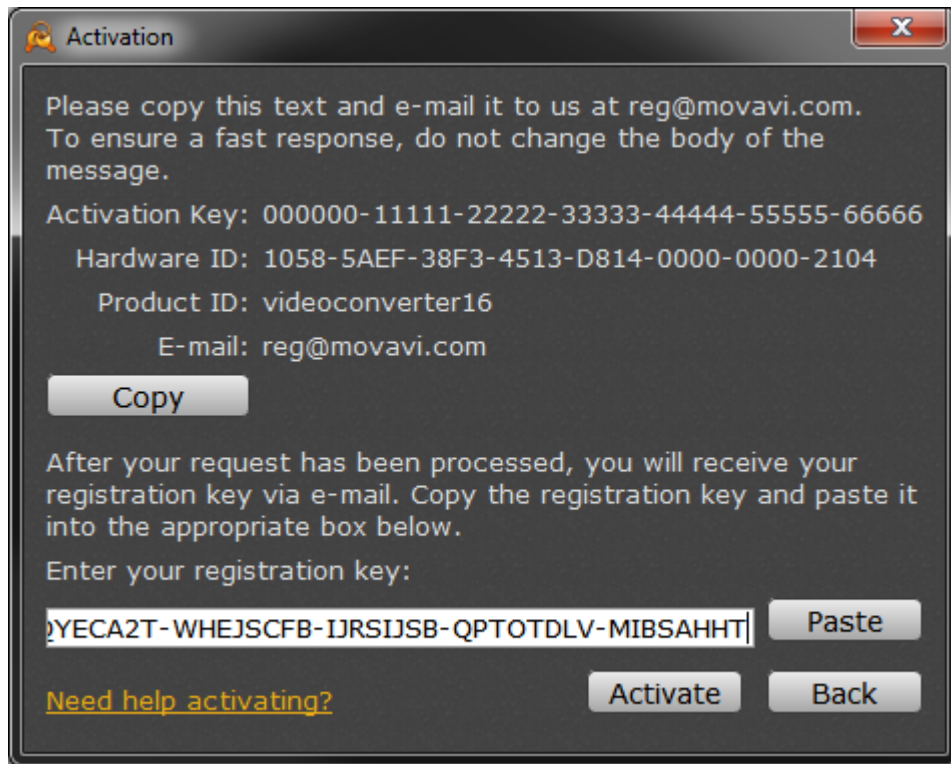 Activation
Please copy this text and e-mail it to us at reg@movavi.com.
To ensure a fast response, do not change the body of the
message.
Activation Key: 000000-11111-22222-33333-44444-55555-66666
Hardware ID: 1058-5AEF-38F3-4513-D814-0000-0000-2104
Product ID: videoconverter16
E-mail: reg@movavi.com
Copy
After your request has been processed, you will receive your
registration key via e-mail. Copy the registration key and paste it
into the appropriate box below.
Enter your registration key:
YECA2T-WHEJSCFB-IJRSIJSB-QPTOTDLV-MIBSAHHT Paste
Need help activating? Activate Back